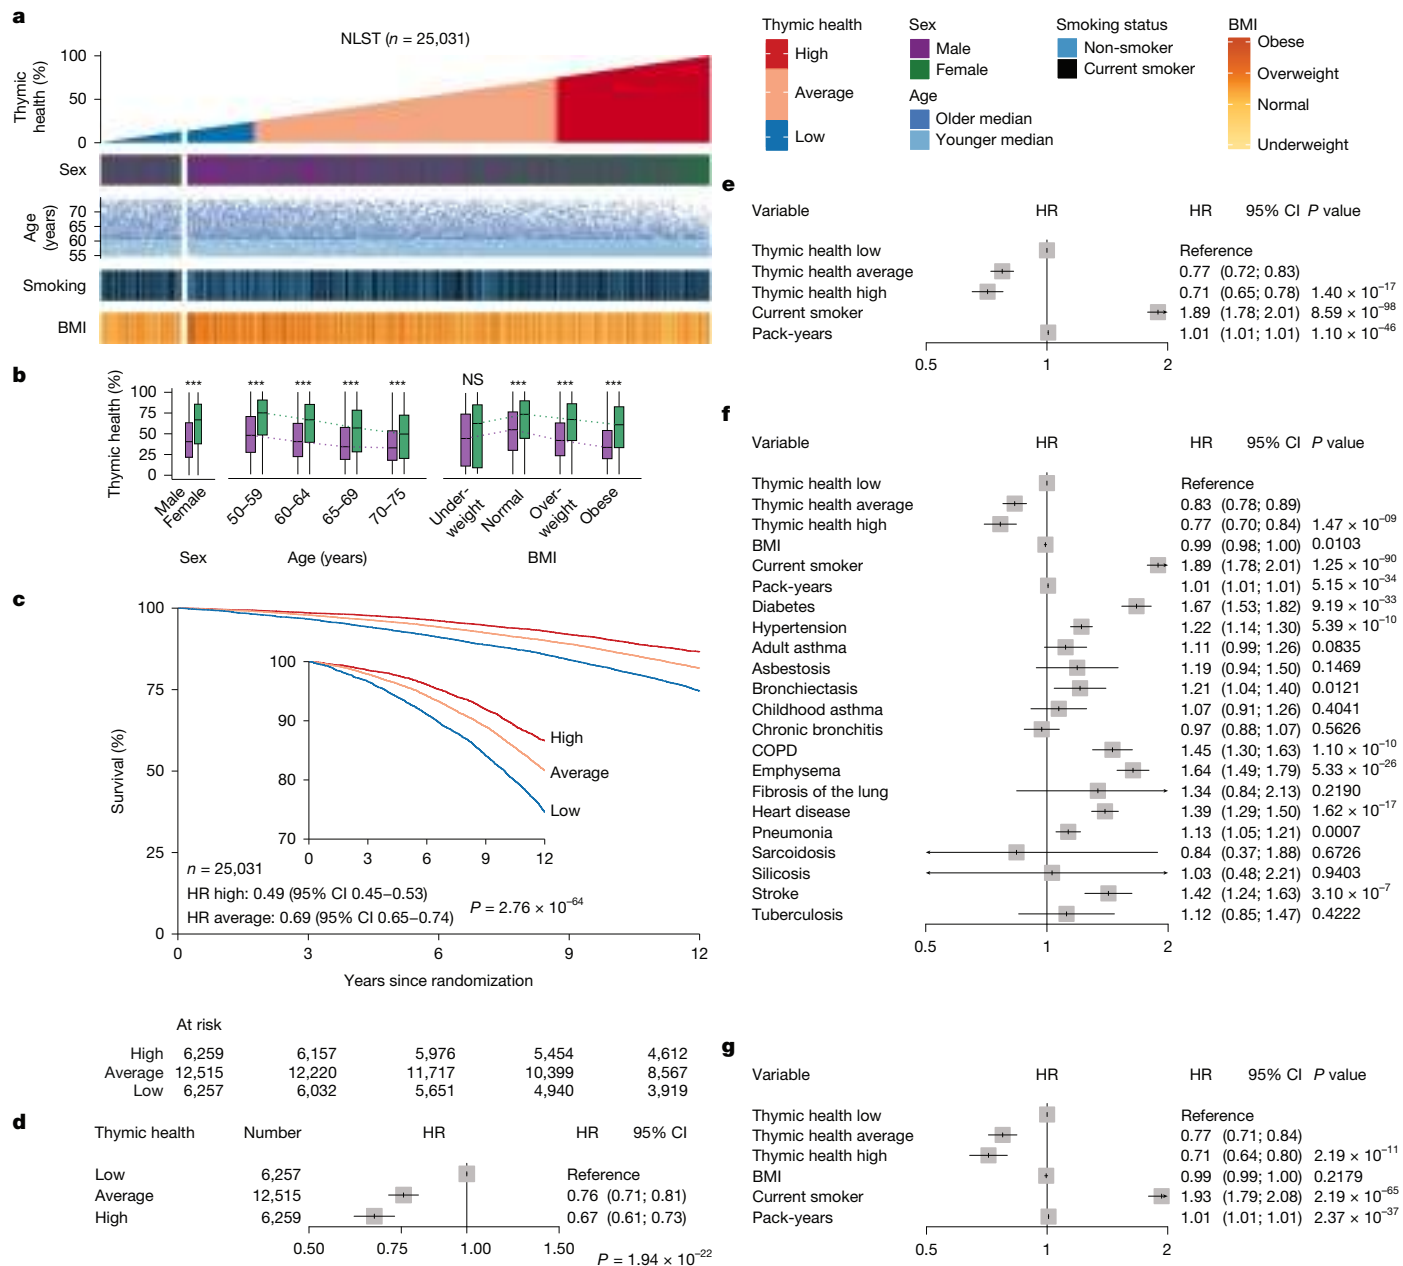 a
NLST (n = 25,031)
Thymic health (%)
100
50
0
Sex
Age (years)
70
65
60
55
Smoking
BMI
Thymic health
High
Average
Low
Sex
Male
Female
Age
Older median
Younger median
Smoking status
Non-smoker
Current smoker
BMI
Obese
Overweight
Normal
Underweight
b
Thymic health (%)
100
75
50
25
0
*** *** *** *** *** NS *** *** ***
Male
Female
50–59
60–64
65–69
70–75
Under-
weight
Normal
Over-
weight
Obese
Sex
Age (years)
BMI
c
Survival (%)
100
75
50
25
0
100
90
80
70
0 3 6 9 12
High
Average
Low
n = 25,031
HR high: 0.49 (95% CI 0.45–0.53)
HR average: 0.69 (95% CI 0.65–0.74)
P = 2.76 × 10⁻⁶⁴
0 3 6 9 12
Years since randomization
At risk
High 6,259 6,157 5,976 5,454 4,612
Average 12,515 12,220 11,717 10,399 8,567
Low 6,257 6,032 5,651 4,940 3,919
d
Thymic health Number HR HR 95% CI
Low 6,257 Reference
Average 12,515 0.76 (0.71; 0.81)
High 6,259 0.67 (0.61; 0.73)
0.50 0.75 1.00 1.50
P = 1.94 × 10⁻²²
e
Variable HR HR 95% CI P value
Thymic health low Reference
Thymic health average 0.77 (0.72; 0.83)
Thymic health high 0.71 (0.65; 0.78) 1.40 × 10⁻¹⁷
Current smoker 1.89 (1.78; 2.01) 8.59 × 10⁻⁹⁸
Pack-years 1.01 (1.01; 1.01) 1.10 × 10⁻⁴⁶
0.5 1 2
f
Variable HR HR 95% CI P value
Thymic health low Reference
Thymic health average 0.83 (0.78; 0.89)
Thymic health high 0.77 (0.70; 0.84) 1.47 × 10⁻⁰⁹
BMI 0.99 (0.98; 1.00) 0.0103
Current smoker 1.89 (1.78; 2.01) 1.25 × 10⁻⁹⁰
Pack-years 1.01 (1.01; 1.01) 5.15 × 10⁻³⁴
Diabetes 1.67 (1.53; 1.82) 9.19 × 10⁻³³
Hypertension 1.22 (1.14; 1.30) 5.39 × 10⁻¹⁰
Adult asthma 1.11 (0.99; 1.26) 0.0835
Asbestosis 1.19 (0.94; 1.50) 0.1469
Bronchiectasis 1.21 (1.04; 1.40) 0.0121
Childhood asthma 1.07 (0.91; 1.26) 0.4041
Chronic bronchitis 0.97 (0.88; 1.07) 0.5626
COPD 1.45 (1.30; 1.63) 1.10 × 10⁻¹⁰
Emphysema 1.64 (1.49; 1.79) 5.33 × 10⁻²⁶
Fibrosis of the lung 1.34 (0.84; 2.13) 0.2190
Heart disease 1.39 (1.29; 1.50) 1.62 × 10⁻¹⁷
Pneumonia 1.13 (1.05; 1.21) 0.0007
Sarcoidosis 0.84 (0.37; 1.88) 0.6726
Silicosis 1.03 (0.48; 2.21) 0.9403
Stroke 1.42 (1.24; 1.63) 3.10 × 10⁻⁷
Tuberculosis 1.12 (0.85; 1.47) 0.4222
0.5 1 2
g
Variable HR HR 95% CI P value
Thymic health low Reference
Thymic health average 0.77 (0.71; 0.84)
Thymic health high 0.71 (0.64; 0.80) 2.19 × 10⁻¹¹
BMI 0.99 (0.99; 1.00) 0.2179
Current smoker 1.93 (1.79; 2.08) 2.19 × 10⁻⁶⁵
Pack-years 1.01 (1.01; 1.01) 2.37 × 10⁻³⁷
0.5 1 2